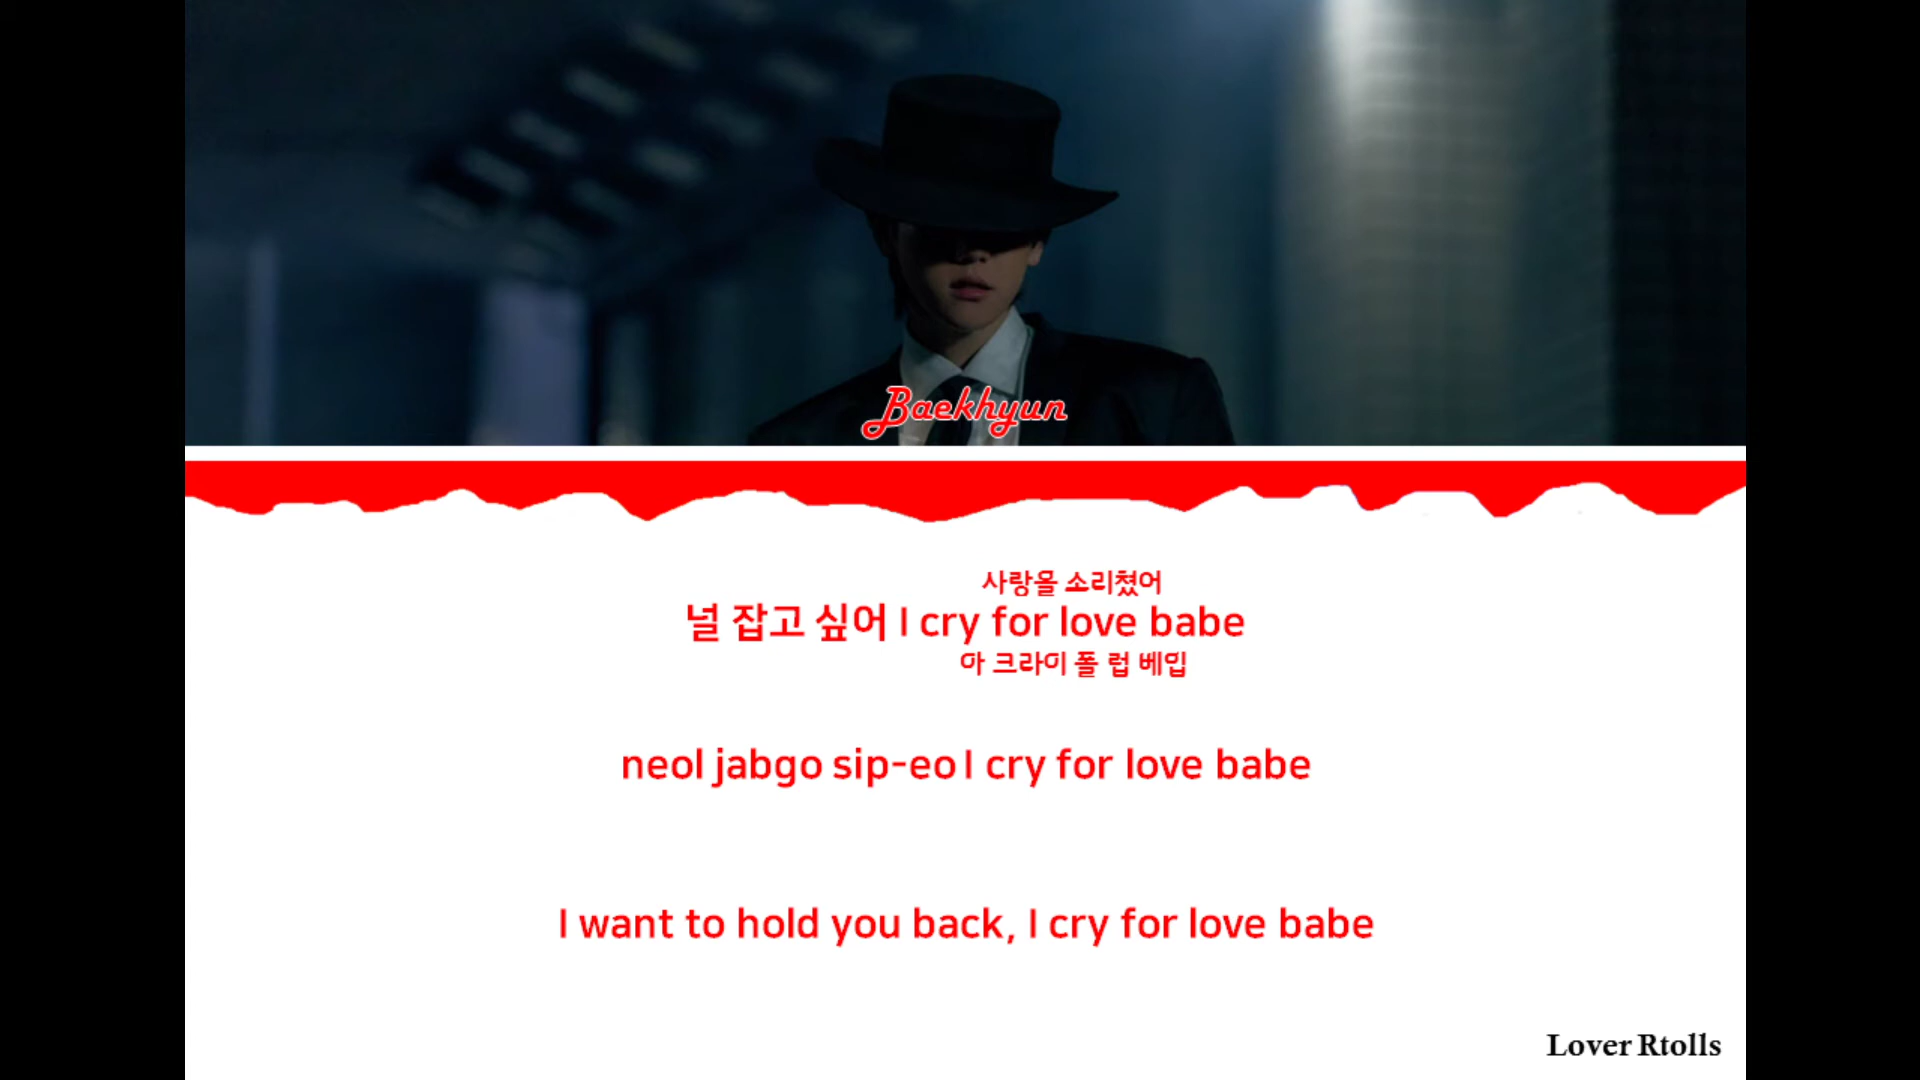 Baekhyun
사랑을 소리쳤어
널 잡고 싶어 I cry for love babe
아 크라이 폴 럽 베입
neol jabgo sip-eo I cry for love babe
I want to hold you back, I cry for love babe
Lover Rtolls